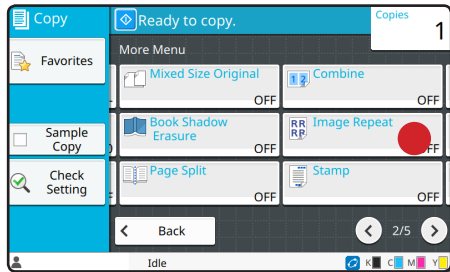 Copy
Ready to copy.
Copies
1
Favorites
More Menu
Mixed Size Original
OFF
Combine
OFF
Sample
Copy
Book Shadow
Erasure
OFF
Image Repeat
Check
Setting
Page Split
OFF
Stamp
OFF
Back
2/5
Idle
K
C
M
Y